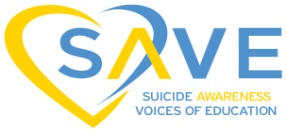 SAVE
SUICIDE AWARENESS
VOICES OF EDUCATION